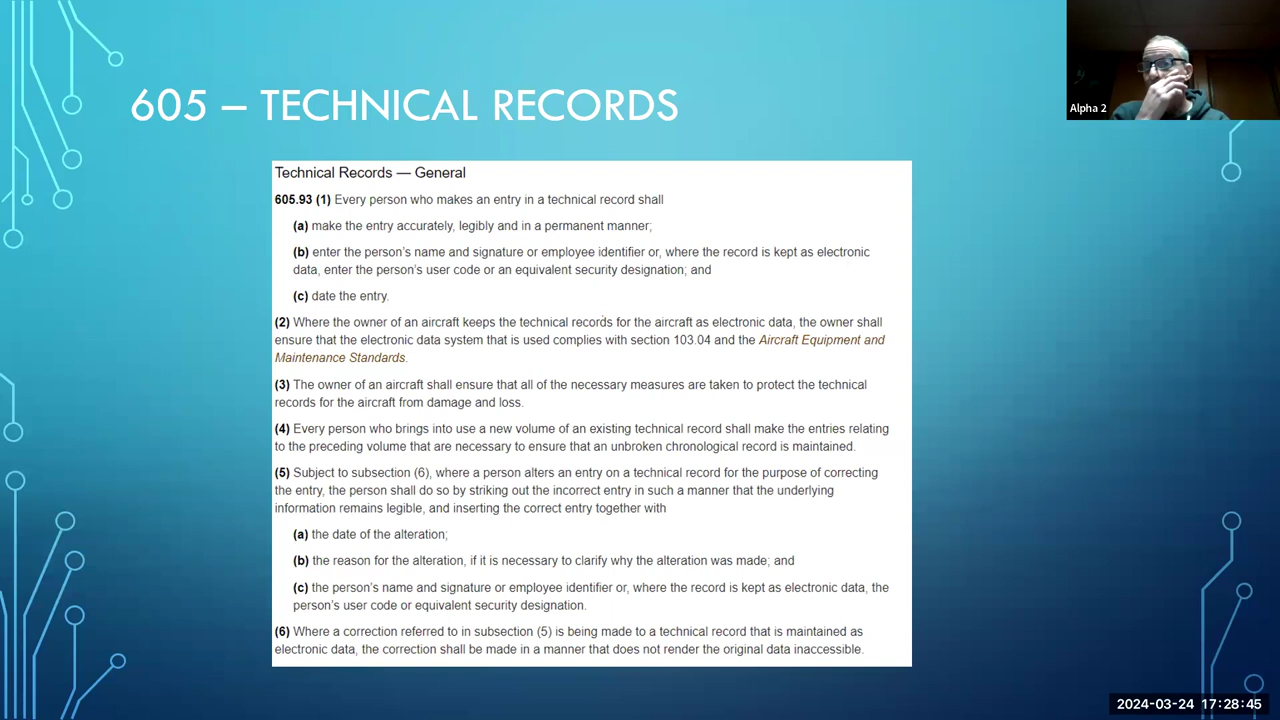 605 – TECHNICAL RECORDS
Alpha 2
Technical Records — General
605.93 (1) Every person who makes an entry in a technical record shall
(a) make the entry accurately, legibly and in a permanent manner;
(b) enter the person's name and signature or employee identifier or, where the record is kept as electronic
data, enter the person's user code or an equivalent security designation; and
(c) date the entry.
(2) Where the owner of an aircraft keeps the technical records for the aircraft as electronic data, the owner shall
ensure that the electronic data system that is used complies with section 103.04 and the Aircraft Equipment and
Maintenance Standards.
(3) The owner of an aircraft shall ensure that all of the necessary measures are taken to protect the technical
records for the aircraft from damage and loss.
(4) Every person who brings into use a new volume of an existing technical record shall make the entries relating
to the preceding volume that are necessary to ensure that an unbroken chronological record is maintained.
(5) Subject to subsection (6), where a person alters an entry on a technical record for the purpose of correcting
the entry, the person shall do so by striking out the incorrect entry in such a manner that the underlying
information remains legible, and inserting the correct entry together with
(a) the date of the alteration;
(b) the reason for the alteration, if it is necessary to clarify why the alteration was made; and
(c) the person's name and signature or employee identifier or, where the record is kept as electronic data, the
person's user code or equivalent security designation.
(6) Where a correction referred to in subsection (5) is being made to a technical record that is maintained as
electronic data, the correction shall be made in a manner that does not render the original data inaccessible.
2024-03-24 17:28:45